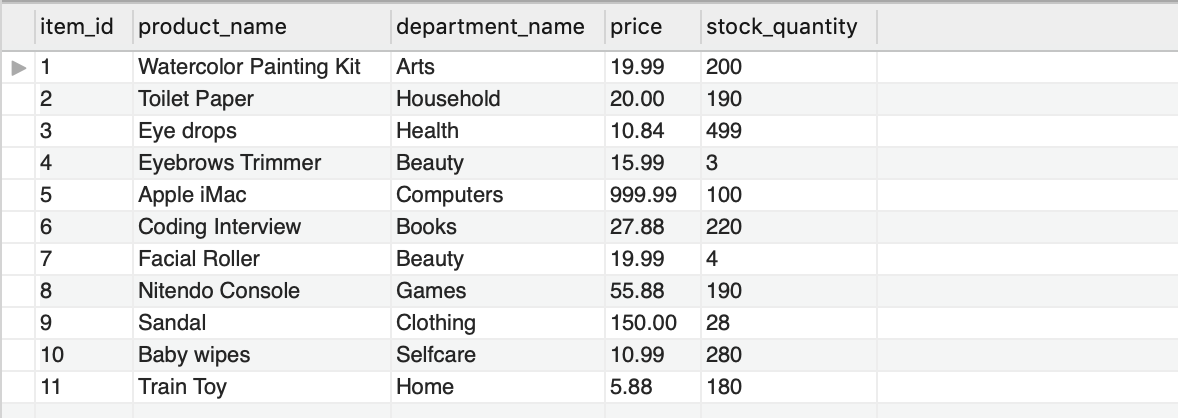 item_id product_name department_name price stock_quantity
1 Watercolor Painting Kit Arts 19.99 200
2 Toilet Paper Household 20.00 190
3 Eye drops Health 10.84 499
4 Eyebrows Trimmer Beauty 15.99 3
5 Apple iMac Computers 999.99 100
6 Coding Interview Books 27.88 220
7 Facial Roller Beauty 19.99 4
8 Nitendo Console Games 55.88 190
9 Sandal Clothing 150.00 28
10 Baby wipes Selfcare 10.99 280
11 Train Toy Home 5.88 180